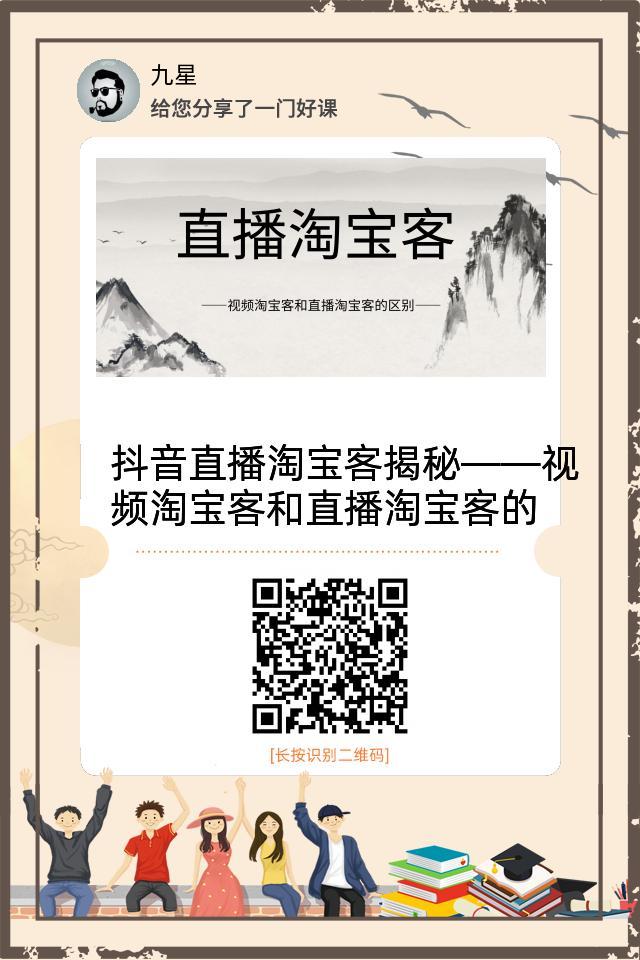 九星
给您分享了一门好课
直播淘宝客
——视频淘宝客和直播淘宝客的区别——
抖音直播淘宝客揭秘——视
频淘宝客和直播淘宝客的
[长按识别二维码]